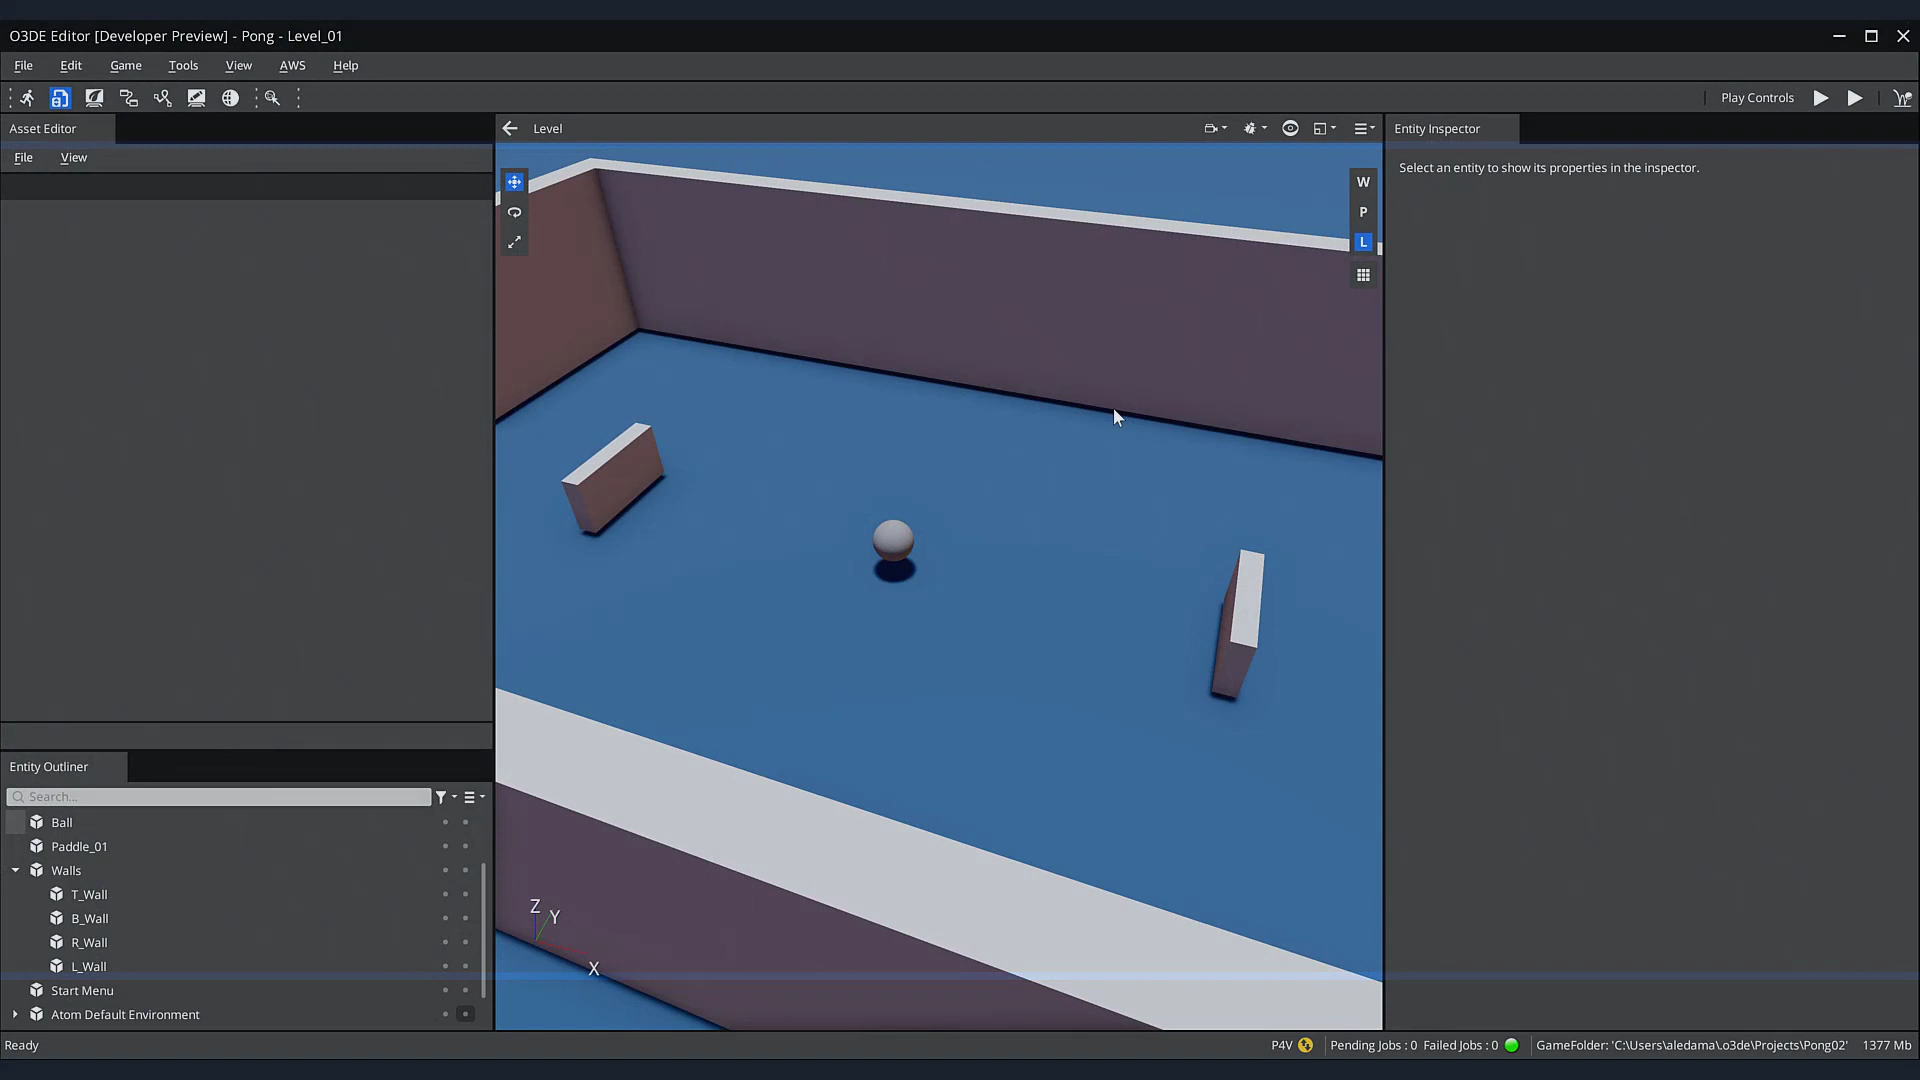 O3DE Editor [Developer Preview] - Pong - Level_01
File Edit Game Tools View AWS Help
Play Controls
Asset Editor
File View
Level
W
P
L
Entity Inspector
Select an entity to show its properties in the inspector.
Entity Outliner
Search...
Ball
Paddle_01
Walls
T_Wall
B_Wall
R_Wall
L_Wall
Start Menu
Atom Default Environment
Z
Y
X
Ready
P4V Pending Jobs : 0 Failed Jobs : 0 GameFolder: 'C:\Users\aledama\.o3de\Projects\Pong02' 1377 Mb